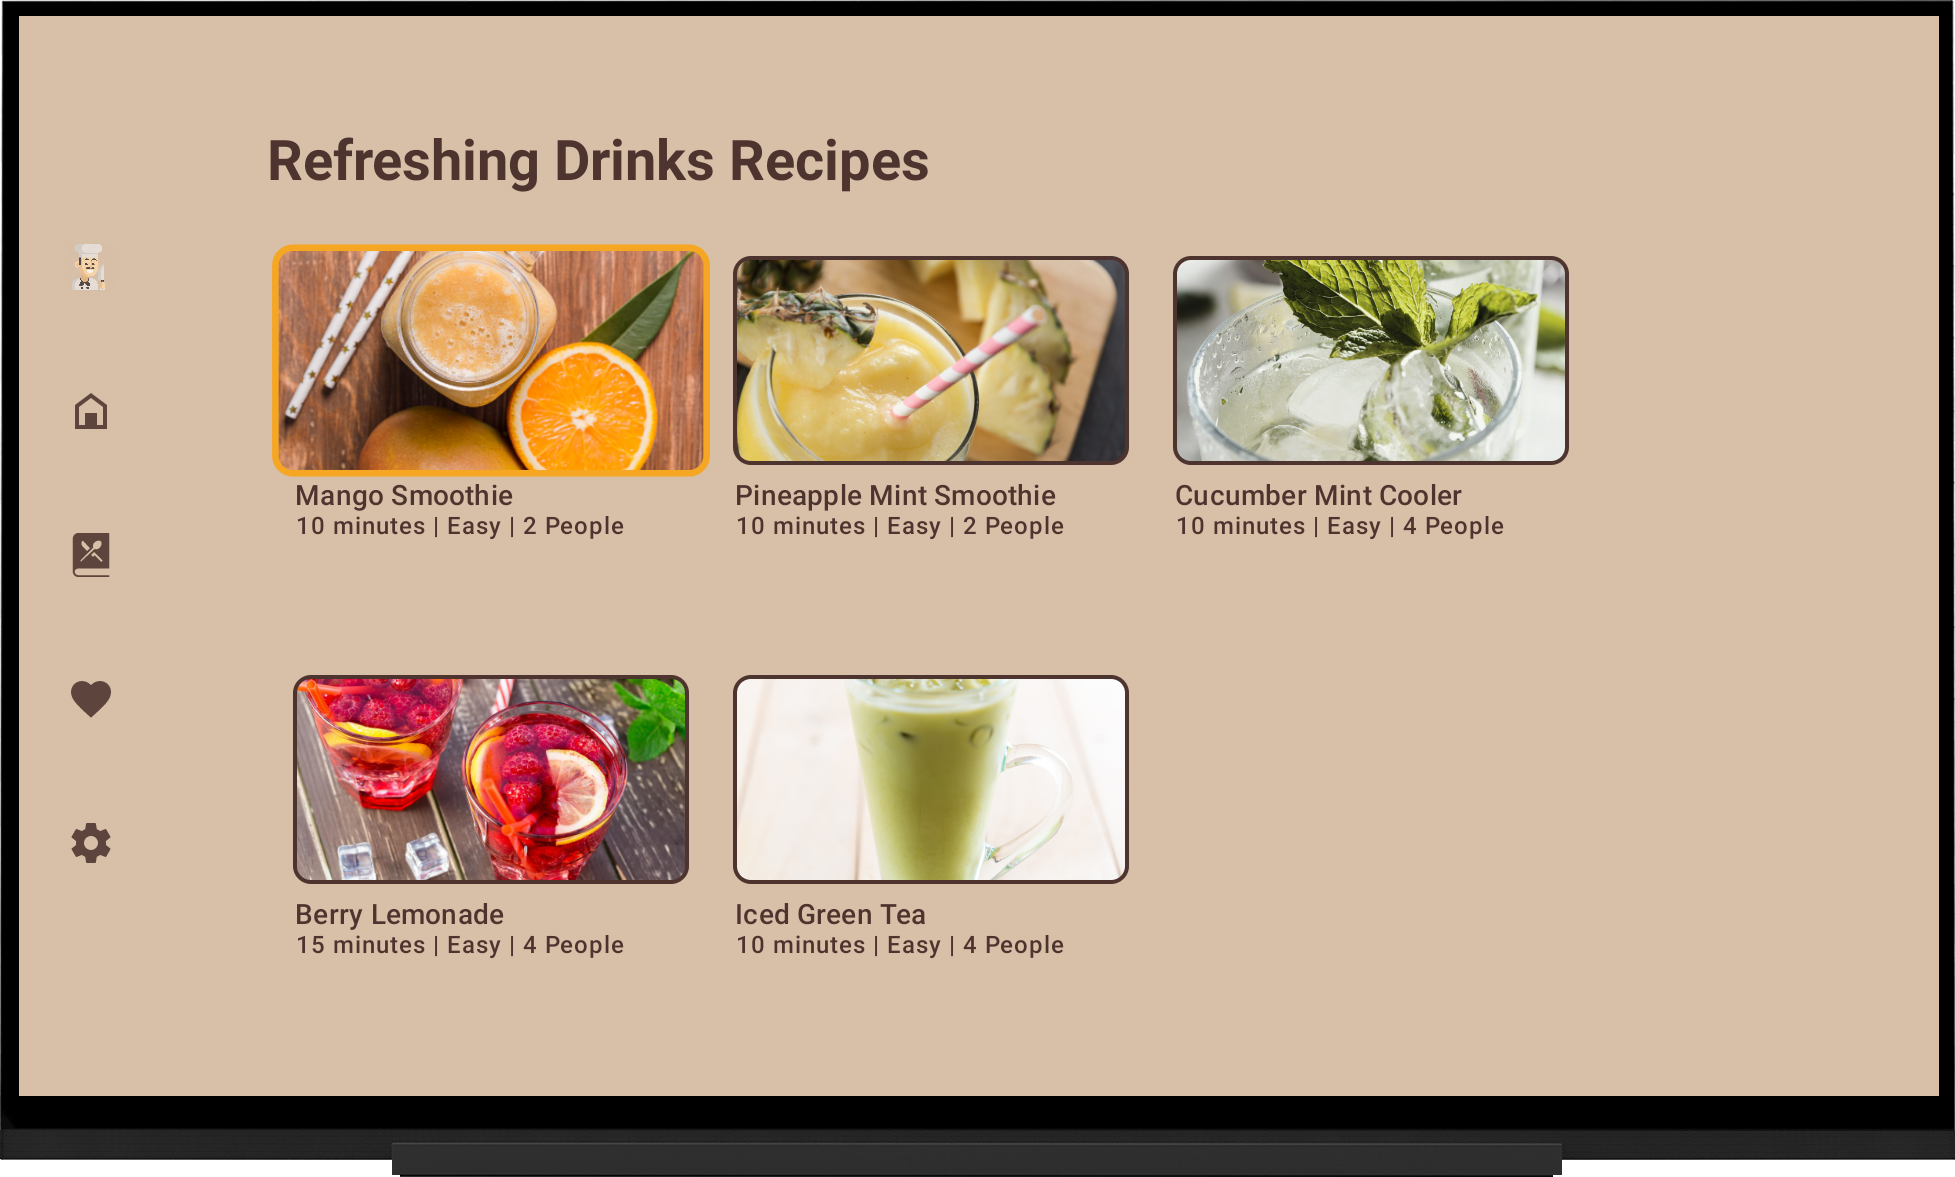 Refreshing Drinks Recipes
Mango Smoothie
10 minutes | Easy | 2 People
Pineapple Mint Smoothie
10 minutes | Easy | 2 People
Cucumber Mint Cooler
10 minutes | Easy | 4 People
Berry Lemonade
15 minutes | Easy | 4 People
Iced Green Tea
10 minutes | Easy | 4 People